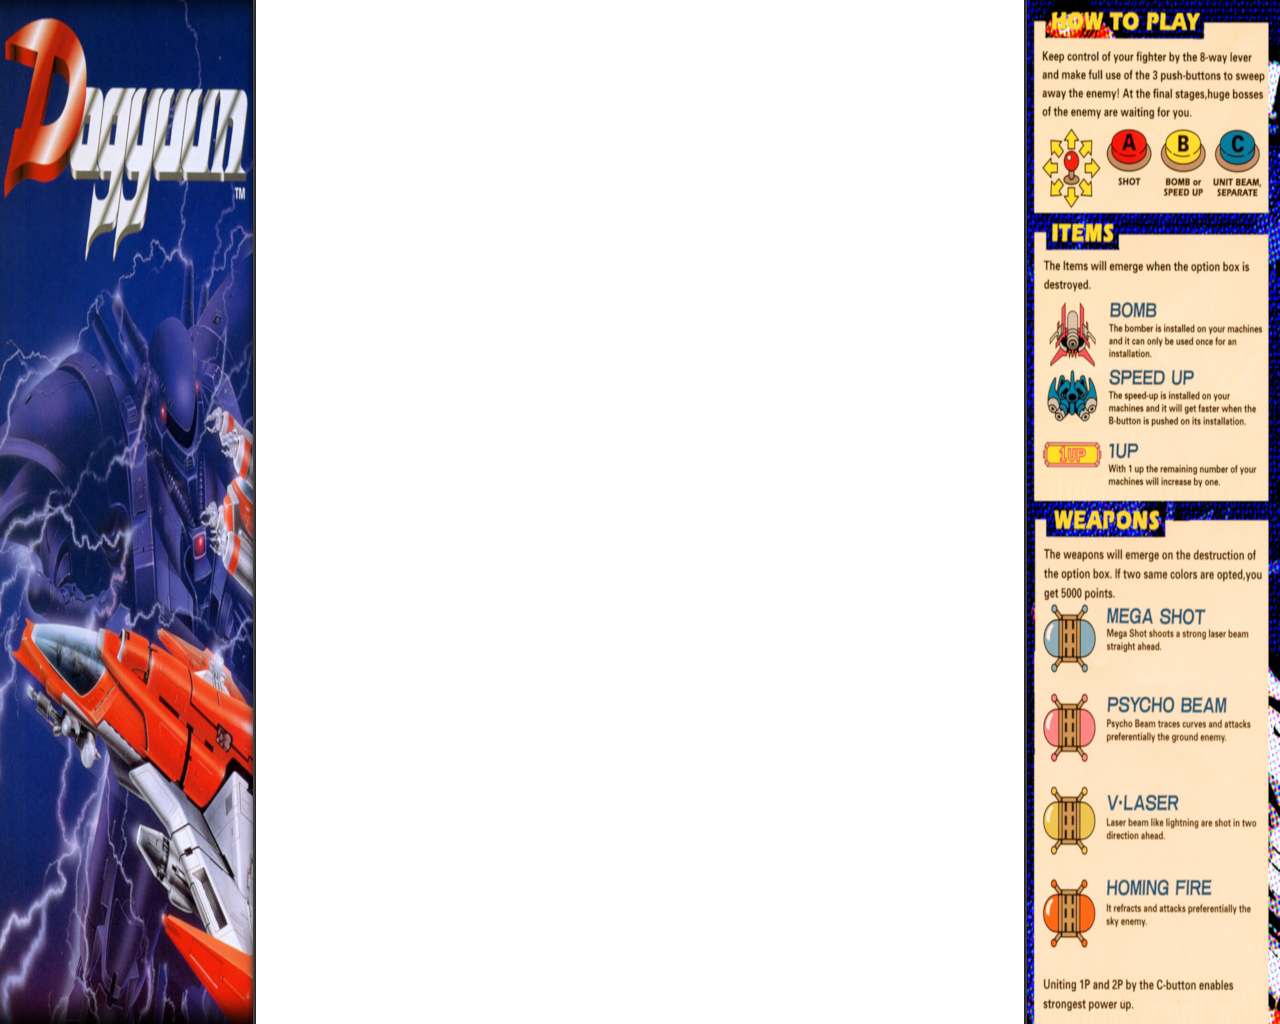 Dogyuun
TM
HOW TO PLAY
Keep control of your fighter by the 8-way lever
and make full use of the 3 push-buttons to sweep
away the enemy! At the final stages,huge bosses
of the enemy are waiting for you.
A
B
C
SHOT
BOMB or
SPEED UP
UNIT BEAM,
SEPARATE
ITEMS
The Items will emerge when the option box is
destroyed.
BOMB
The bomber is installed on your machines
and it can only be used once for an
installation.
SPEED UP
The speed-up is installed on your
machines and it will get faster when the
B-button is pushed on its installation.
1UP
1UP
With 1 up the remaining number of your
machines will increase by one.
WEAPONS
The weapons will emerge on the destruction of
the option box. If two same colors are opted,you
get 5000 points.
MEGA SHOT
Mega Shot shoots a strong laser beam
straight ahead.
PSYCHO BEAM
Psycho Beam traces curves and attacks
preferentially the ground enemy.
V·LASER
Laser beam like lightning are shot in two
direction ahead.
HOMING FIRE
It refracts and attacks preferentially the
sky enemy.
Uniting 1P and 2P by the C-button enables
strongest power up.